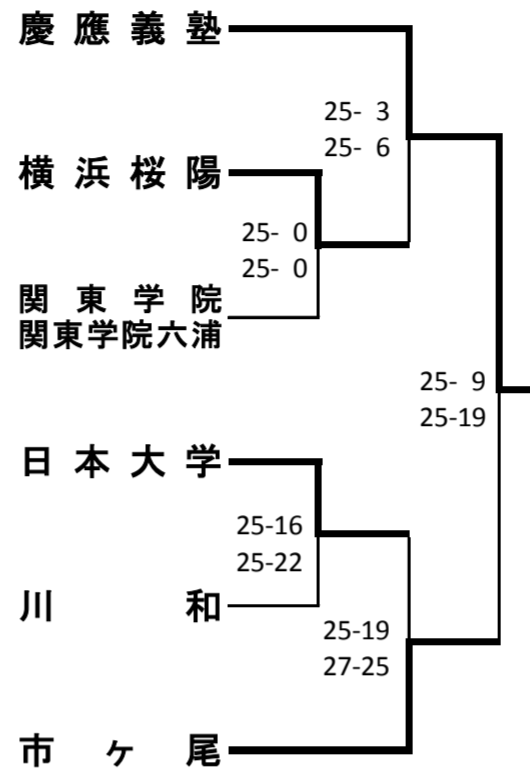 慶應義塾
25- 3
25- 6
横浜桜陽
25- 0
25- 0
関東学院
関東学院六浦
25- 9
25-19
日本大学
25-16
25-22
川和
25-19
27-25
市ヶ尾